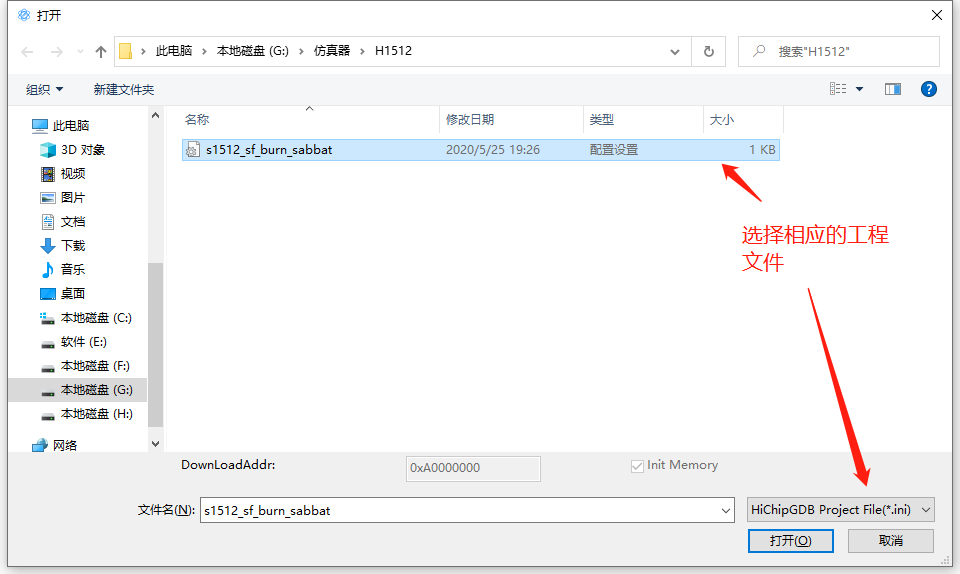 打开
此电脑 › 本地磁盘 (G:) › 仿真器 › H1512
搜索"H1512"
组织
新建文件夹
名称
修改日期
类型
大小
s1512_sf_burn_sabbat
2020/5/25 19:26
配置设置
1 KB
此电脑
3D 对象
视频
图片
文档
下载
音乐
桌面
本地磁盘 (C:)
软件 (E:)
本地磁盘 (F:)
本地磁盘 (G:)
本地磁盘 (H:)
网络
选择相应的工程
文件
DownLoadAddr:
0xA0000000
Init Memory
文件名(N):
s1512_sf_burn_sabbat
HiChipGDB Project File(*.ini)
打开(O)
取消